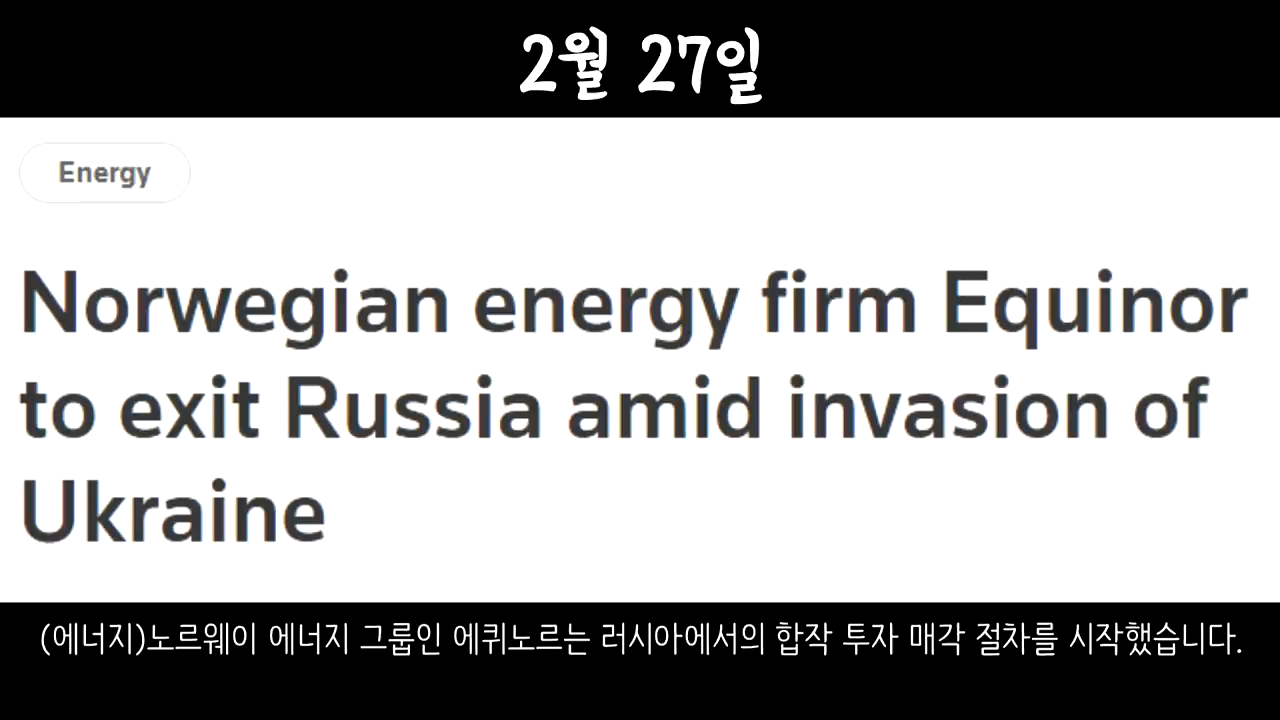 2월 27일
Energy
Norwegian energy firm Equinor
to exit Russia amid invasion of
Ukraine
(에너지)노르웨이 에너지 그룹인 에퀴노르는 러시아에서의 합작 투자 매각 절차를 시작했습니다.